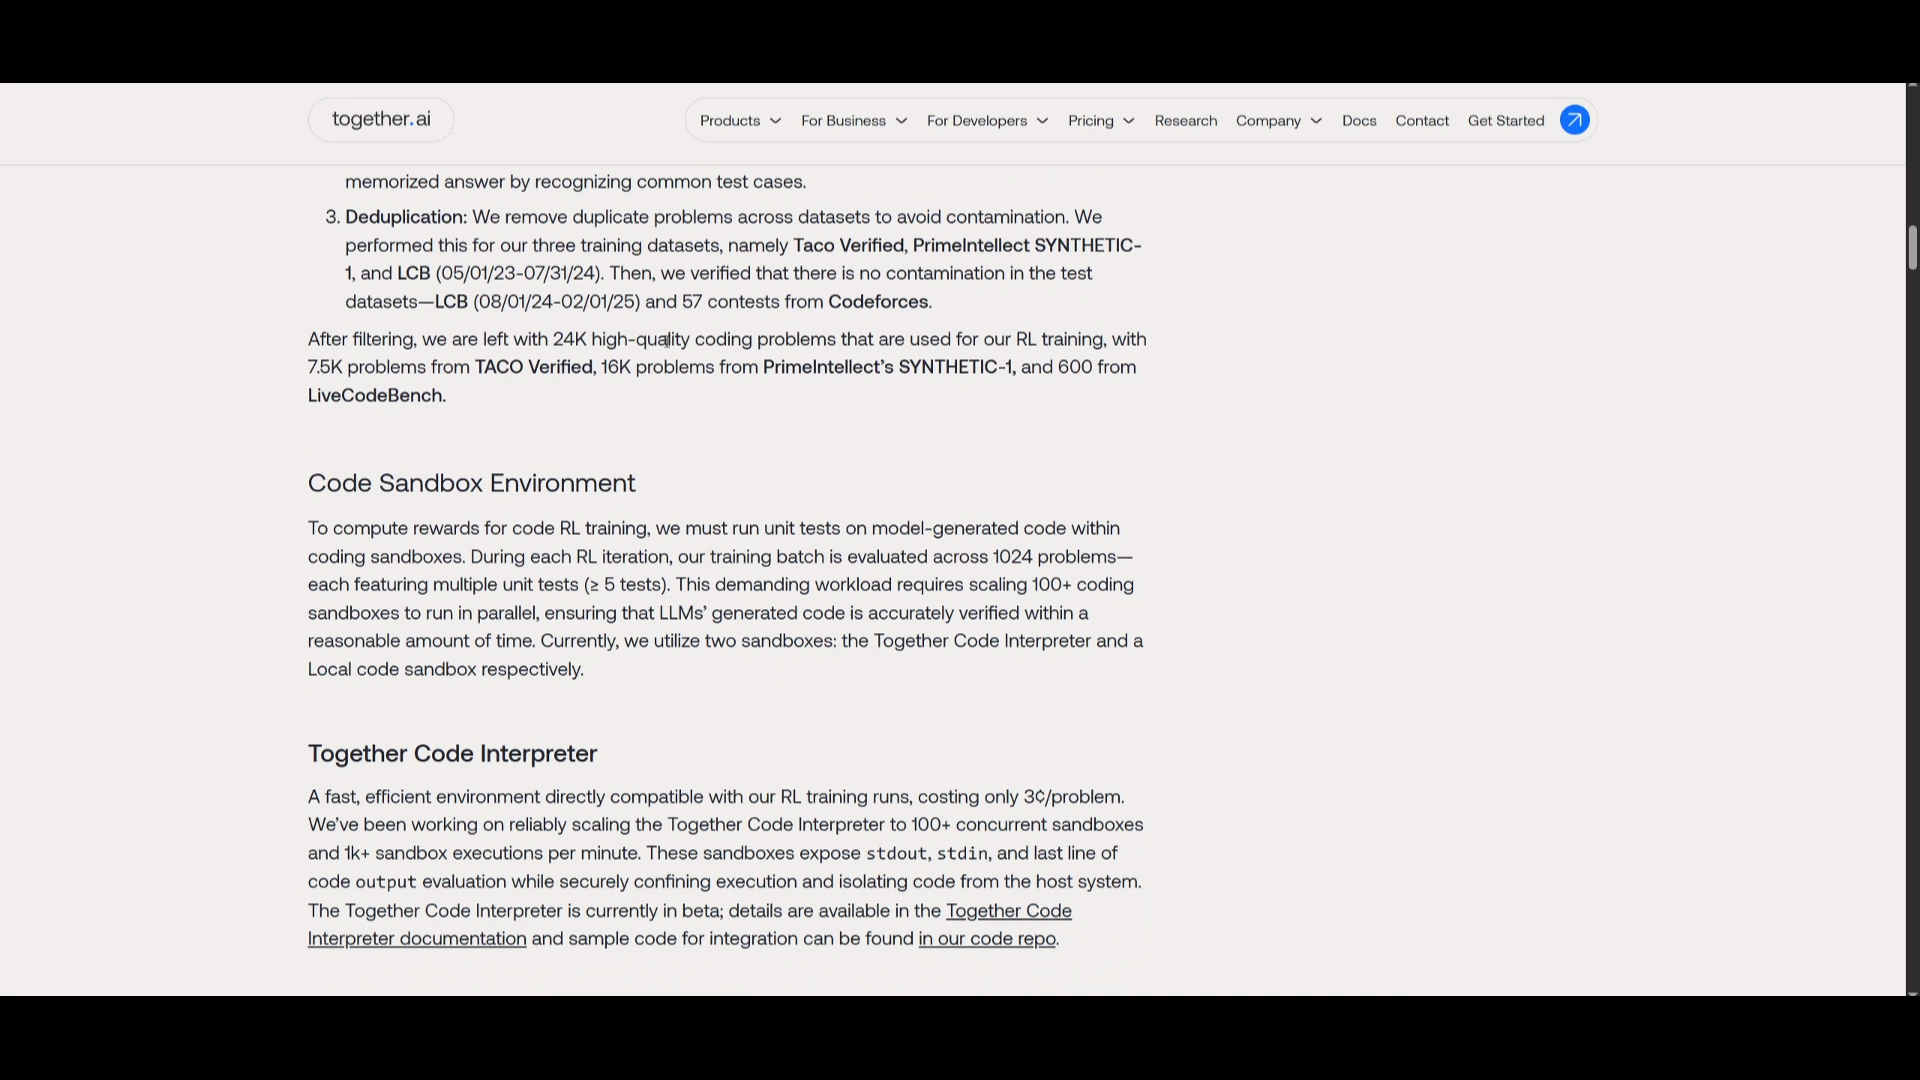 together.ai
Products For Business For Developers Pricing Research Company Docs Contact Get Started
memorized answer by recognizing common test cases.
3. Deduplication: We remove duplicate problems across datasets to avoid contamination. We
performed this for our three training datasets, namely Taco Verified, PrimeIntellect SYNTHETIC-
1, and LCB (05/01/23-07/31/24). Then, we verified that there is no contamination in the test
datasets—LCB (08/01/24-02/01/25) and 57 contests from Codeforces.
After filtering, we are left with 24K high-quality coding problems that are used for our RL training, with
7.5K problems from TACO Verified, 16K problems from PrimeIntellect’s SYNTHETIC-1, and 600 from
LiveCodeBench.
Code Sandbox Environment
To compute rewards for code RL training, we must run unit tests on model-generated code within
coding sandboxes. During each RL iteration, our training batch is evaluated across 1024 problems—
each featuring multiple unit tests (≥ 5 tests). This demanding workload requires scaling 100+ coding
sandboxes to run in parallel, ensuring that LLMs’ generated code is accurately verified within a
reasonable amount of time. Currently, we utilize two sandboxes: the Together Code Interpreter and a
Local code sandbox respectively.
Together Code Interpreter
A fast, efficient environment directly compatible with our RL training runs, costing only 3¢/problem.
We’ve been working on reliably scaling the Together Code Interpreter to 100+ concurrent sandboxes
and 1k+ sandbox executions per minute. These sandboxes expose stdout, stdin, and last line of
code output evaluation while securely confining execution and isolating code from the host system.
The Together Code Interpreter is currently in beta; details are available in the Together Code
Interpreter documentation and sample code for integration can be found in our code repo.